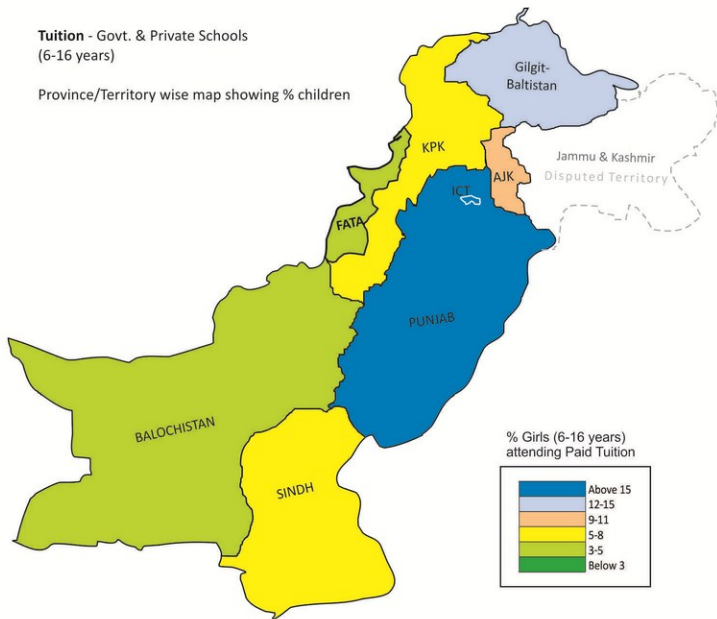 Tuition - Govt. & Private Schools
(6-16 years)
Province/Territory wise map showing % children
Gilgit-
Baltistan
KPK
Jammu & Kashmir
Disputed Territory
AJK
ICT
FATA
PUNJAB
BALOCHISTAN
SINDH
% Girls (6-16 years)
attending Paid Tuition
Above 15
12-15
9-11
5-8
3-5
Below 3